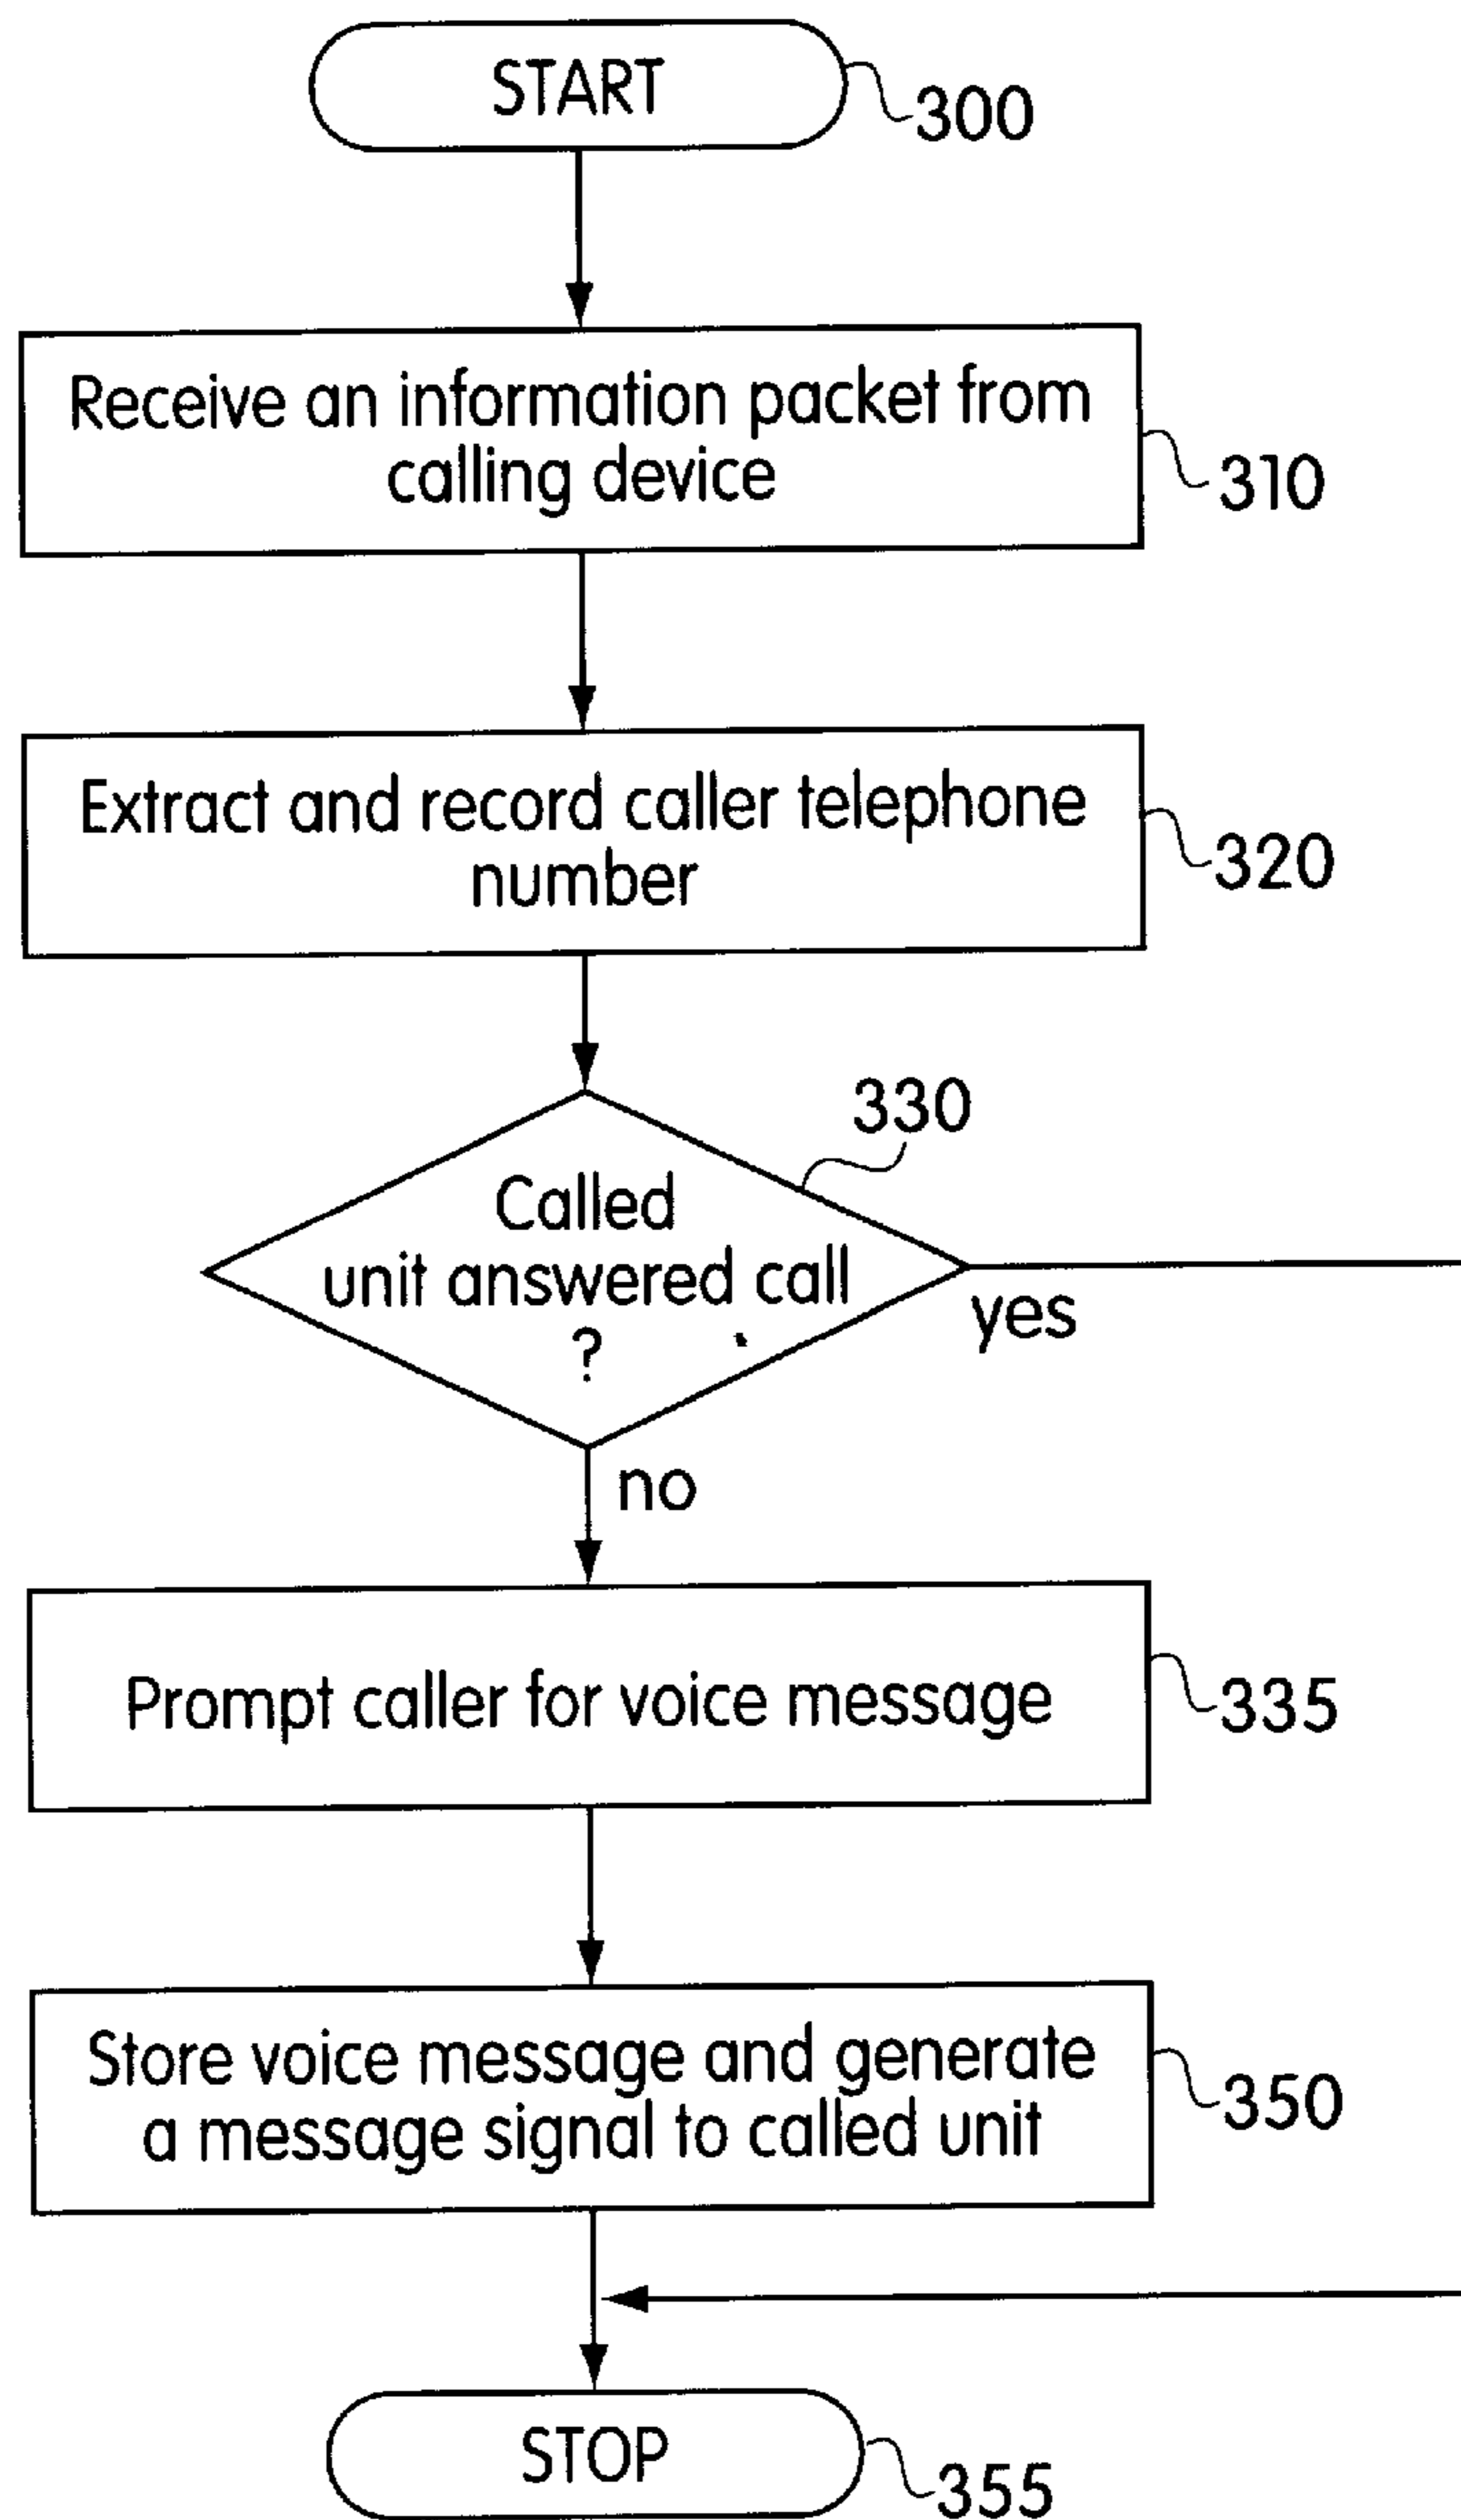 START
300
Receive an information packet from
calling device
310
Extract and record caller telephone
number
320
330
Called
unit answered call
?
yes
no
Prompt caller for voice message
335
Store voice message and generate
a message signal to called unit
350
STOP
355